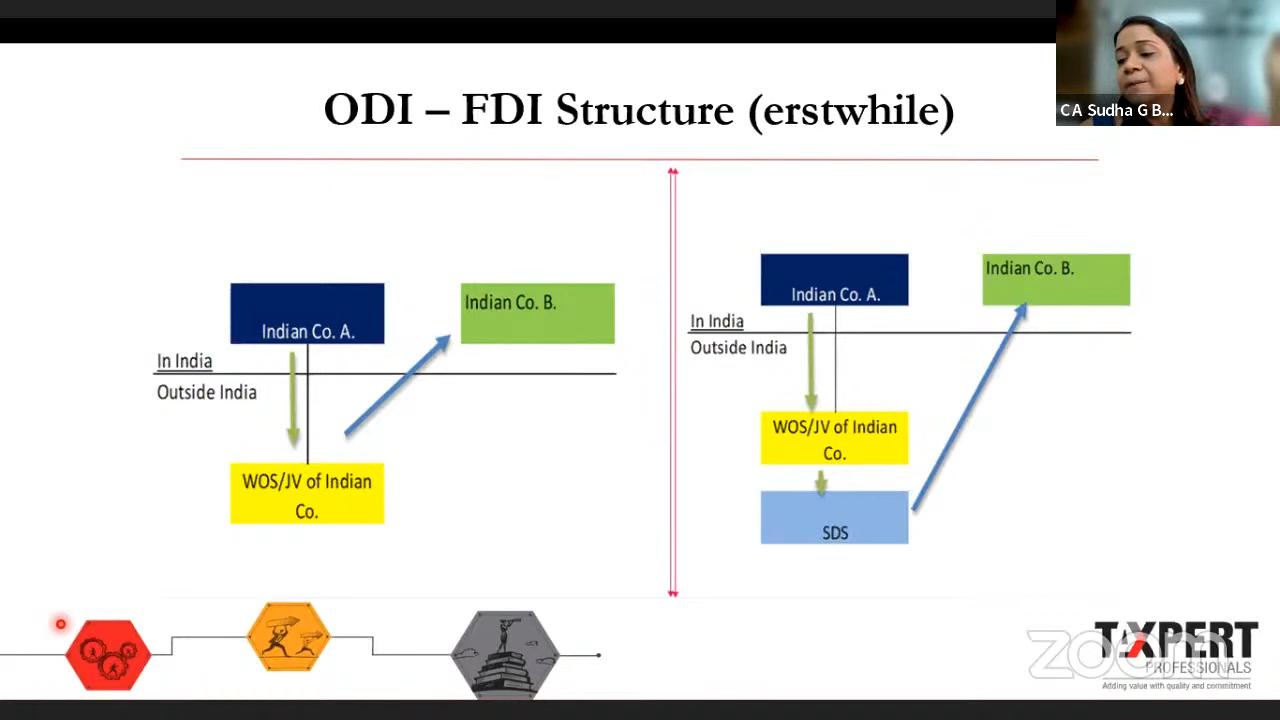 ODI – FDI Structure (erstwhile)
CA Sudha G B...
Indian Co. A.
Indian Co. B.
In India
Outside India
WOS/JV of Indian
Co.
Indian Co. A.
Indian Co. B.
In India
Outside India
WOS/JV of Indian
Co.
SDS
TAXPERT
PROFESSIONALS
Adding value with quality and commitment
zoom